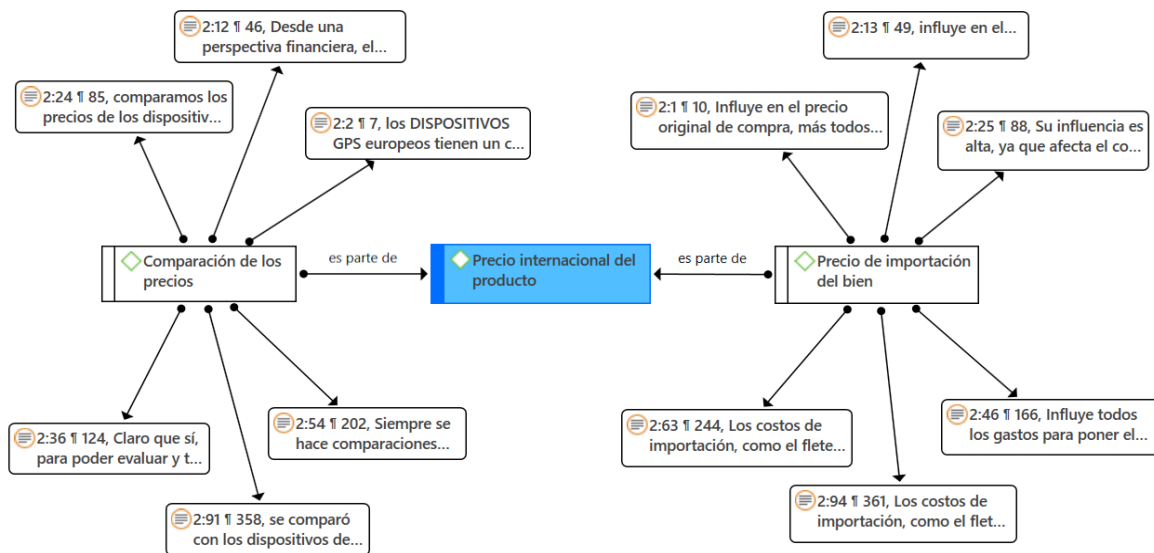 2:12 ¶ 46, Desde una
perspectiva financiera, el...
2:13 ¶ 49, influye en el...
2:24 ¶ 85, comparamos los
precios de los dispositiv...
2:2 ¶ 7, los DISPOSITIVOS
GPS europeos tienen un c...
2:1 ¶ 10, Influye en el precio
original de compra, más todos...
2:25 ¶ 88, Su influencia es
alta, ya que afecta el co...
Comparación de los
precios
es parte de
Precio internacional del
producto
es parte de
Precio de importación
del bien
2:36 ¶ 124, Claro que sí,
para poder evaluar y t...
2:54 ¶ 202, Siempre se
hace comparaciones...
2:91 ¶ 358, se comparó
con los dispositivos de...
2:63 ¶ 244, Los costos de
importación, como el flete...
2:46 ¶ 166, Influye todos
los gastos para poner el...
2:94 ¶ 361, Los costos de
importación, como el flet...